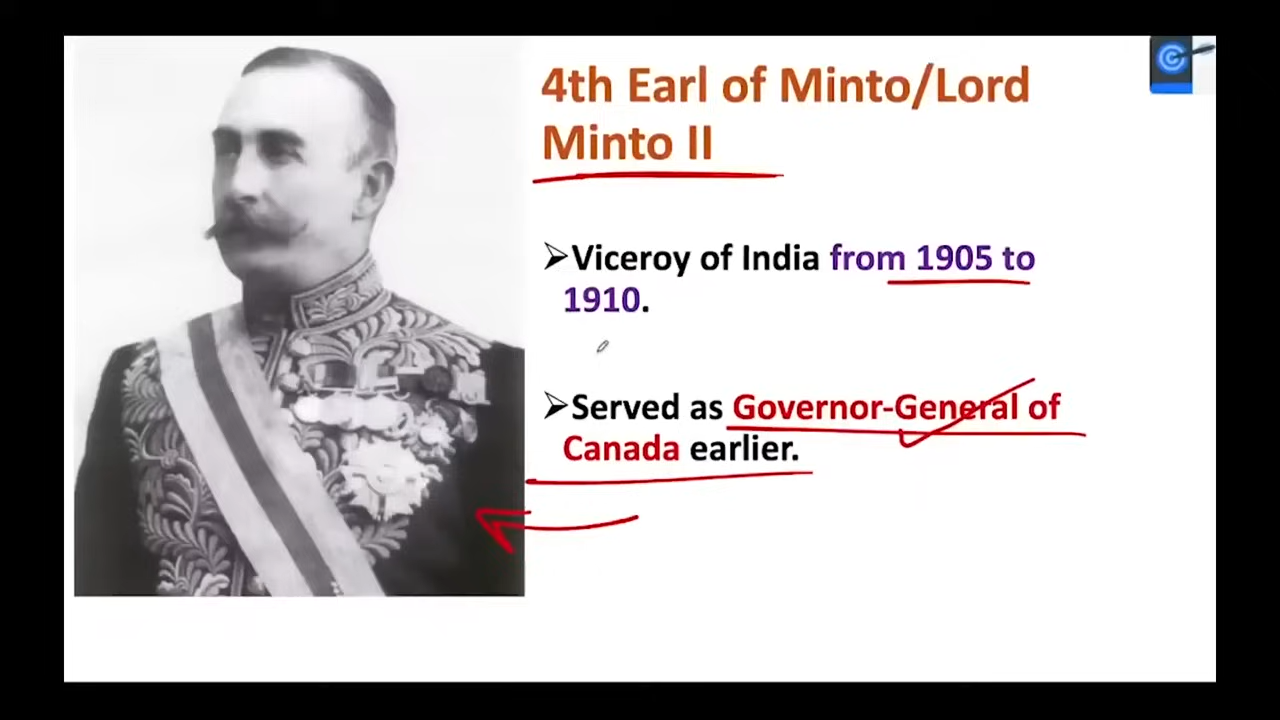 4th Earl of Minto/Lord
Minto II
➢Viceroy of India from 1905 to
1910.
➢Served as Governor-General of
Canada earlier.